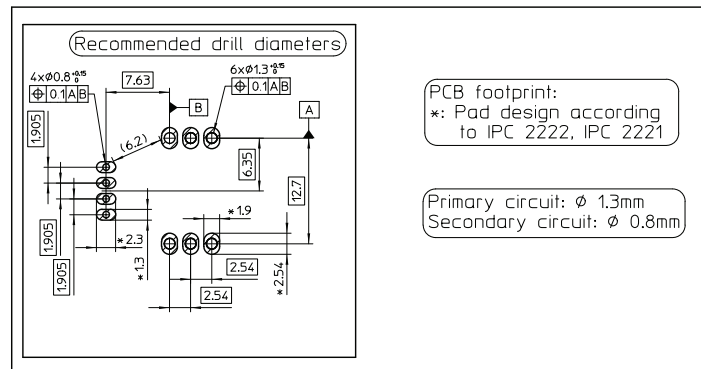 Recommended drill diameters
4xØ0.8 +0.15 0
⌖ 0.1 A B
7.63
6xØ1.3 +0.15 0
⌖ 0.1 A B
B
A
(6.2)
1.905
6.35
12.7
1.905
1.905
*2.3
*1.3
*1.9
2.54
2.54
*2.54
PCB footprint:
*: Pad design according
to IPC 2222, IPC 2221
Primary circuit: Ø 1.3mm
Secondary circuit: Ø 0.8mm